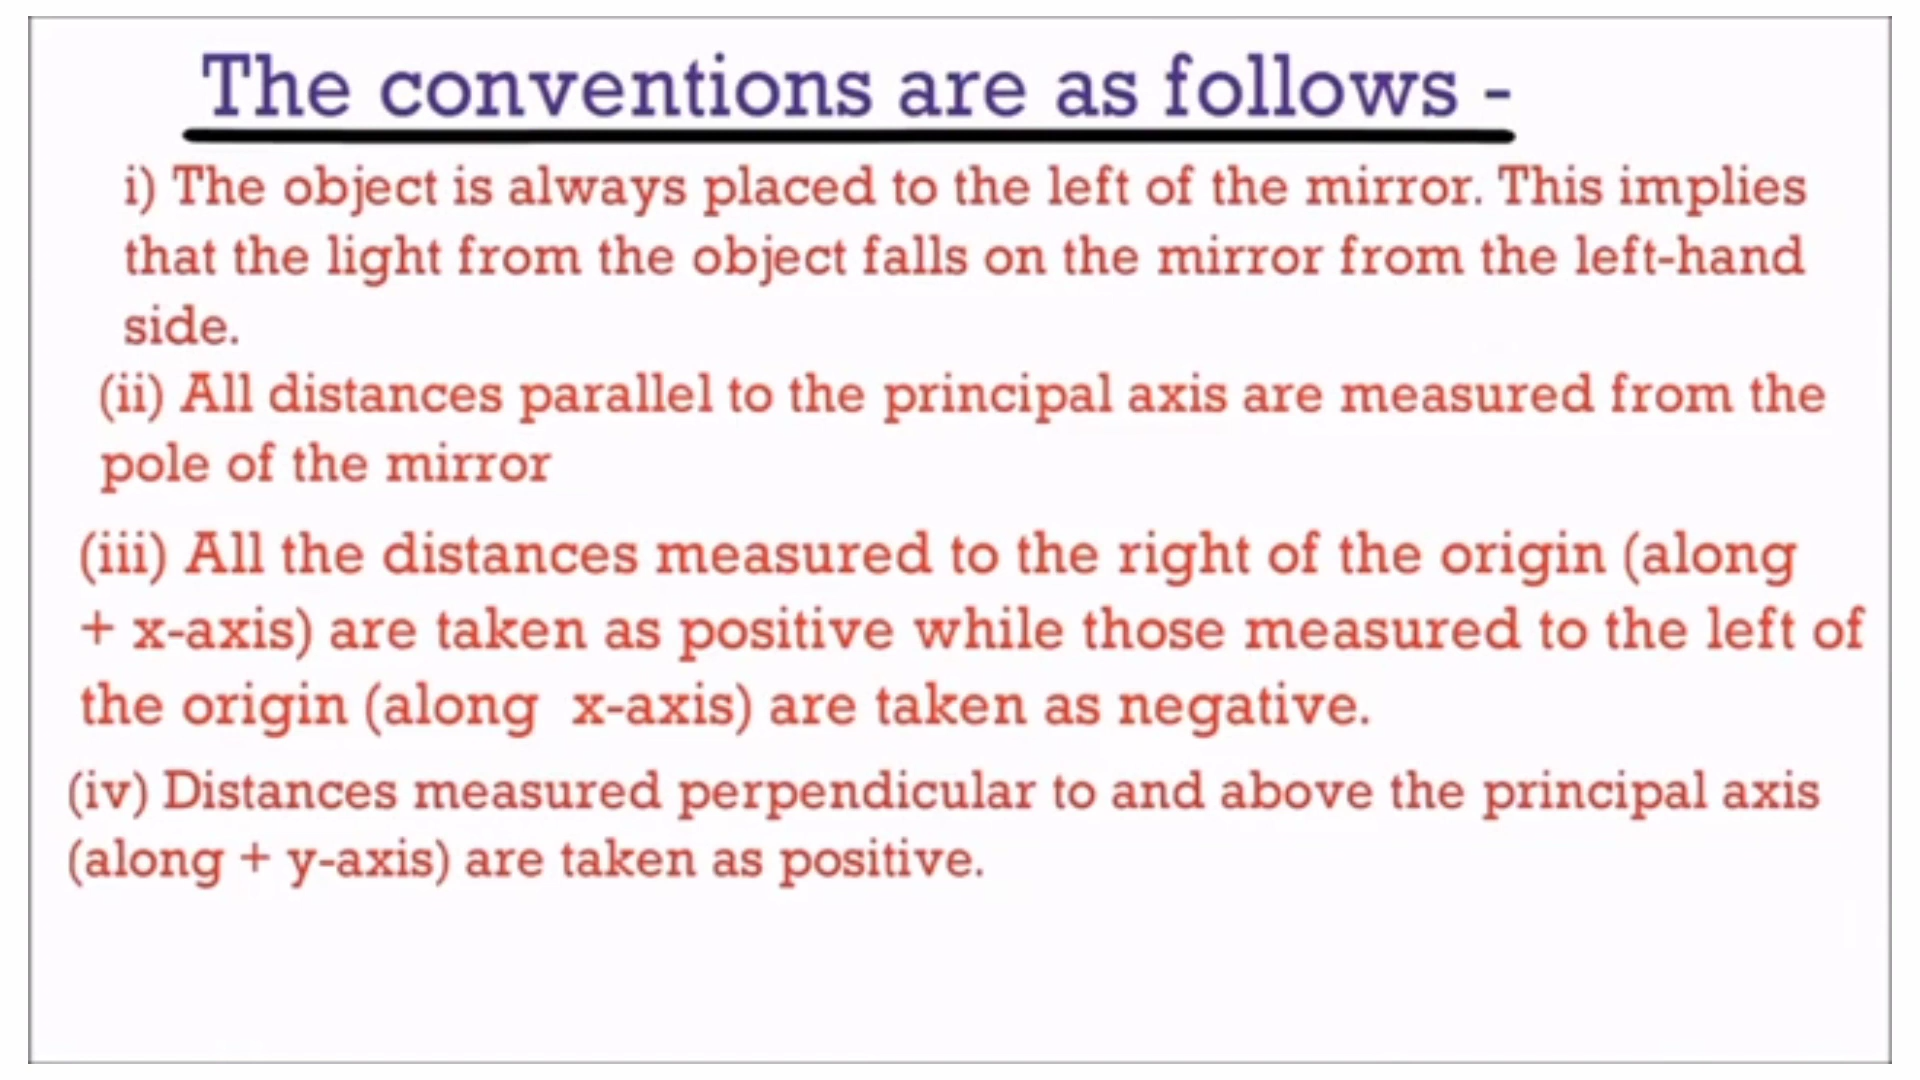 The conventions are as follows -
i) The object is always placed to the left of the mirror. This implies
that the light from the object falls on the mirror from the left-hand
side.
(ii) All distances parallel to the principal axis are measured from the
pole of the mirror
(iii) All the distances measured to the right of the origin (along
+ x-axis) are taken as positive while those measured to the left of
the origin (along  x-axis) are taken as negative.
(iv) Distances measured perpendicular to and above the principal axis
(along + y-axis) are taken as positive.